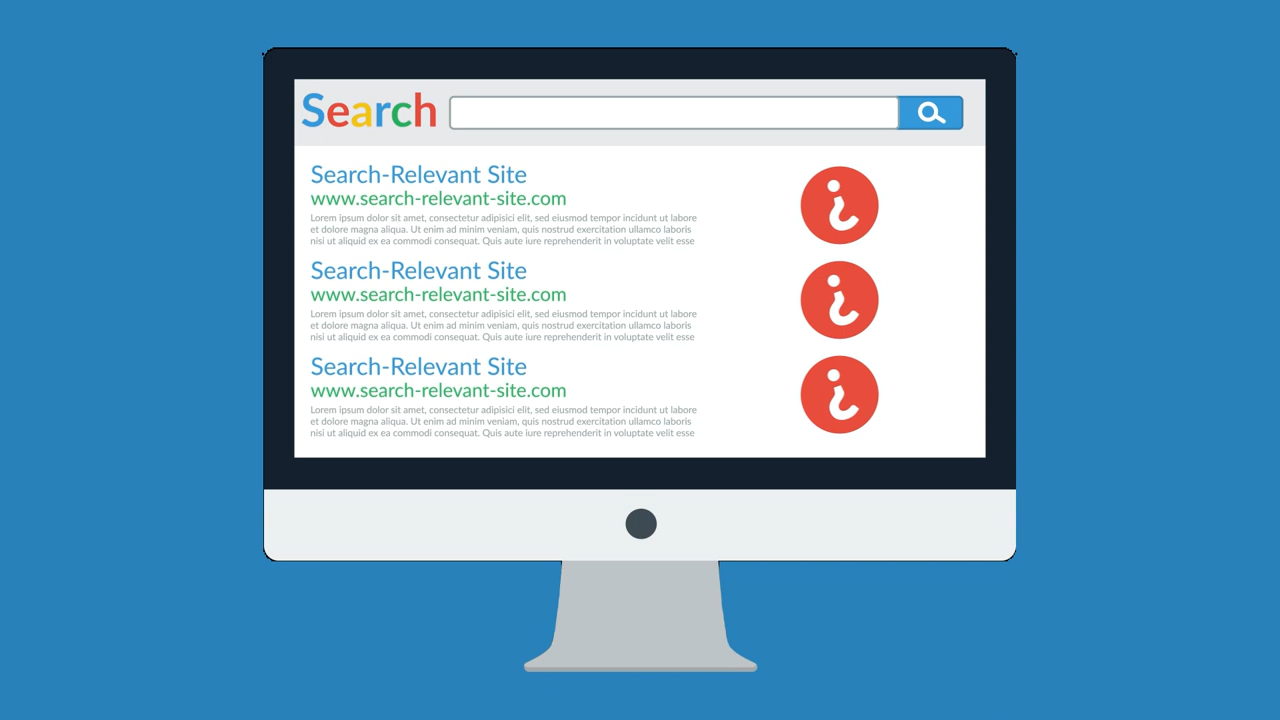 Search
Search-Relevant Site
www.search-relevant-site.com
Lorem ipsum dolor sit amet, consectetur adipisici elit, sed eiusmod tempor incidunt ut labore
et dolore magna aliqua. Ut enim ad minim veniam, quis nostrud exercitation ullamco laboris
nisi ut aliquid ex ea commodi consequat. Quis aute iure reprehenderit in voluptate velit esse
¿
Search-Relevant Site
www.search-relevant-site.com
Lorem ipsum dolor sit amet, consectetur adipisici elit, sed eiusmod tempor incidunt ut labore
et dolore magna aliqua. Ut enim ad minim veniam, quis nostrud exercitation ullamco laboris
nisi ut aliquid ex ea commodi consequat. Quis aute iure reprehenderit in voluptate velit esse
¿
Search-Relevant Site
www.search-relevant-site.com
Lorem ipsum dolor sit amet, consectetur adipisici elit, sed eiusmod tempor incidunt ut labore
et dolore magna aliqua. Ut enim ad minim veniam, quis nostrud exercitation ullamco laboris
nisi ut aliquid ex ea commodi consequat. Quis aute iure reprehenderit in voluptate velit esse
¿